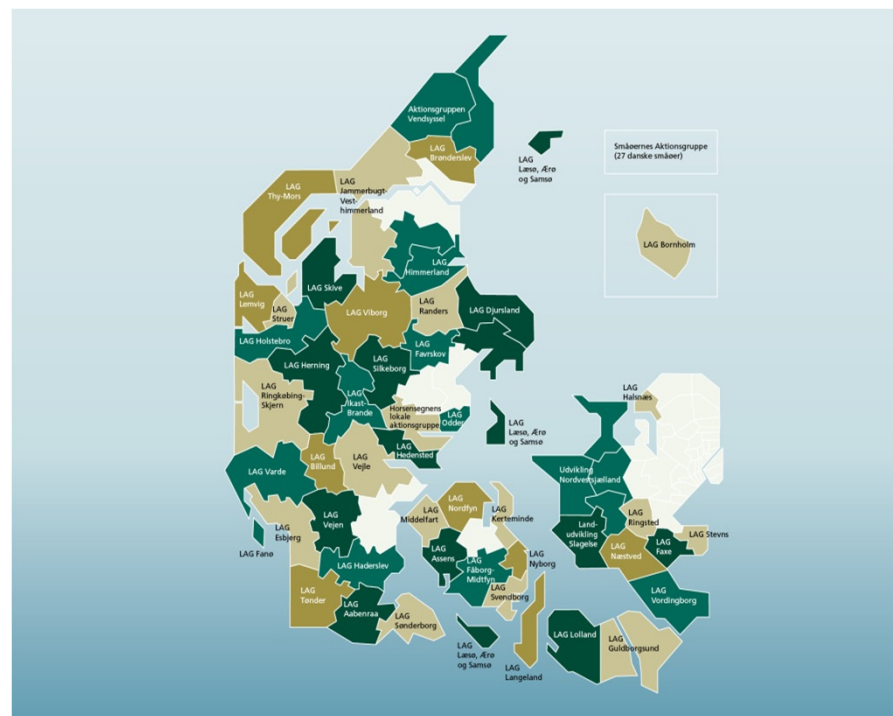 Aktionsgruppen
Vendsyssel
LAG
Brønderslev
LAG
Læsø, Ærø
og Samsø
Småøernes Aktionsgruppe
(27 danske småøer)
LAG
Thy-Mors
LAG
Jammerbugt-
Vest-
himmerland
LAG Bornholm
LAG
Himmerland
LAG Skive
LAG
Lemvig
LAG
Struer
LAG Viborg
LAG
Randers
LAG Djursland
LAG Holstebro
LAG
Favrskov
LAG Herning
LAG
Silkeborg
LAG
Ringkøbing-
Skjern
LAG
Ikast-
Brande
Horsensegnens
lokale
aktionsgruppe
LAG
Odder
LAG
Læsø, Ærø
og Samsø
LAG
Halsnæs
LAG
Hedensted
LAG Varde
LAG
Billund
LAG
Vejle
Udvikling
Nordvestsjælland
LAG
Esbjerg
LAG
Vejen
LAG
Middelfart
LAG
Nordfyn
LAG
Kerteminde
LAG
Ringsted
LAG Stevns
Land-
udvikling
Slagelse
LAG
Næstved
LAG
Faxe
LAG Fanø
LAG Haderslev
LAG
Assens
LAG
Fåborg-
Midtfyn
LAG
Nyborg
LAG
Svendborg
LAG
Vordingborg
LAG
Tønder
LAG
Aabenraa
LAG
Sønderborg
LAG
Læsø, Ærø
og Samsø
LAG
Langeland
LAG Lolland
LAG
Guldborgsund